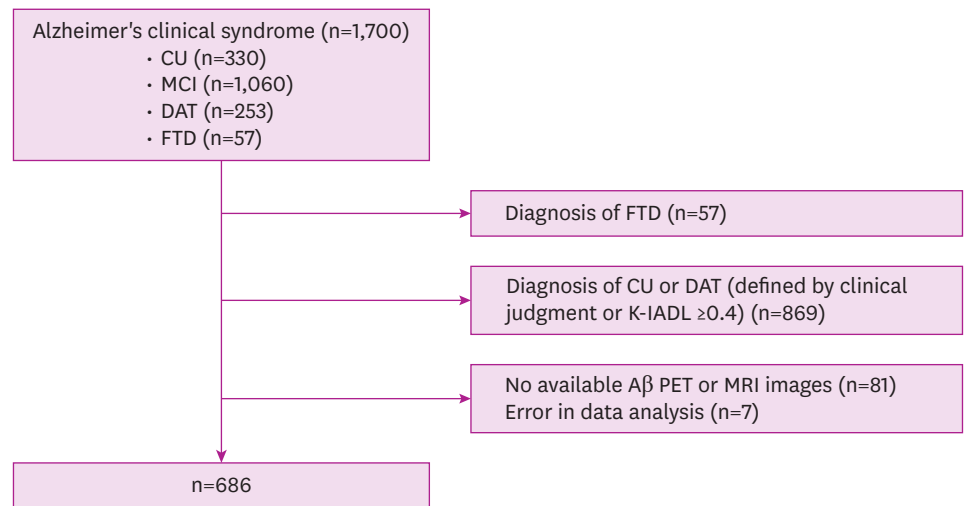 Alzheimer's clinical syndrome (n=1,700)
· CU (n=330)
· MCI (n=1,060)
· DAT (n=253)
· FTD (n=57)
Diagnosis of FTD (n=57)
Diagnosis of CU or DAT (defined by clinical
judgment or K-IADL ≥0.4) (n=869)
No available Aβ PET or MRI images (n=81)
Error in data analysis (n=7)
n=686